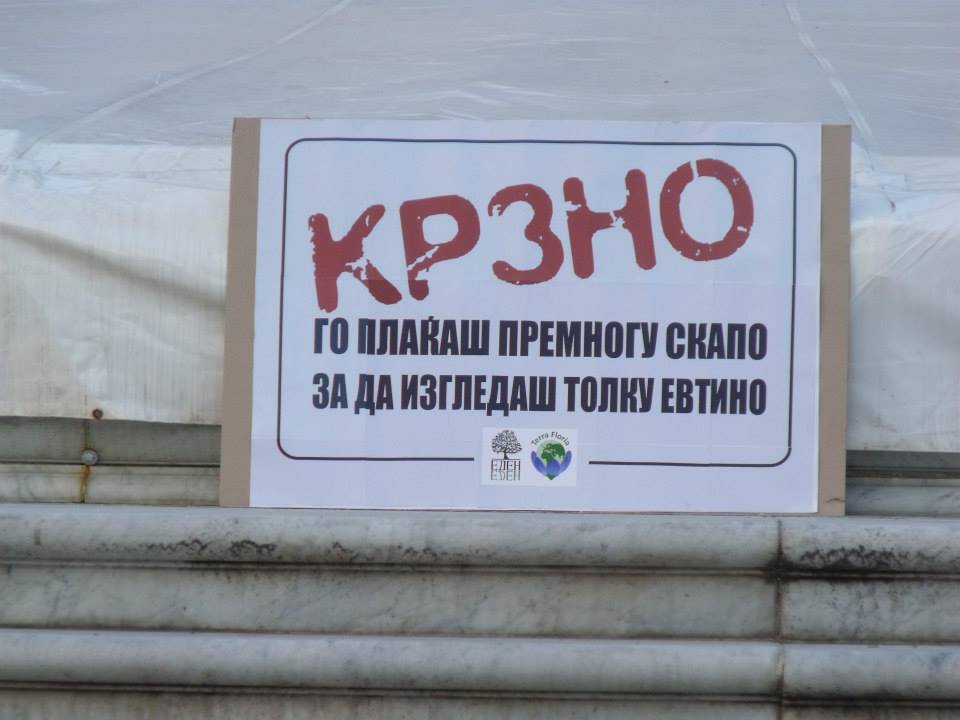 КРЗНО
ГО ПЛАЌАШ ПРЕМНОГУ СКАПО
ЗА ДА ИЗГЛЕДАШ ТОЛКУ ЕВТИНО
Terra Floria
ЕДЕН